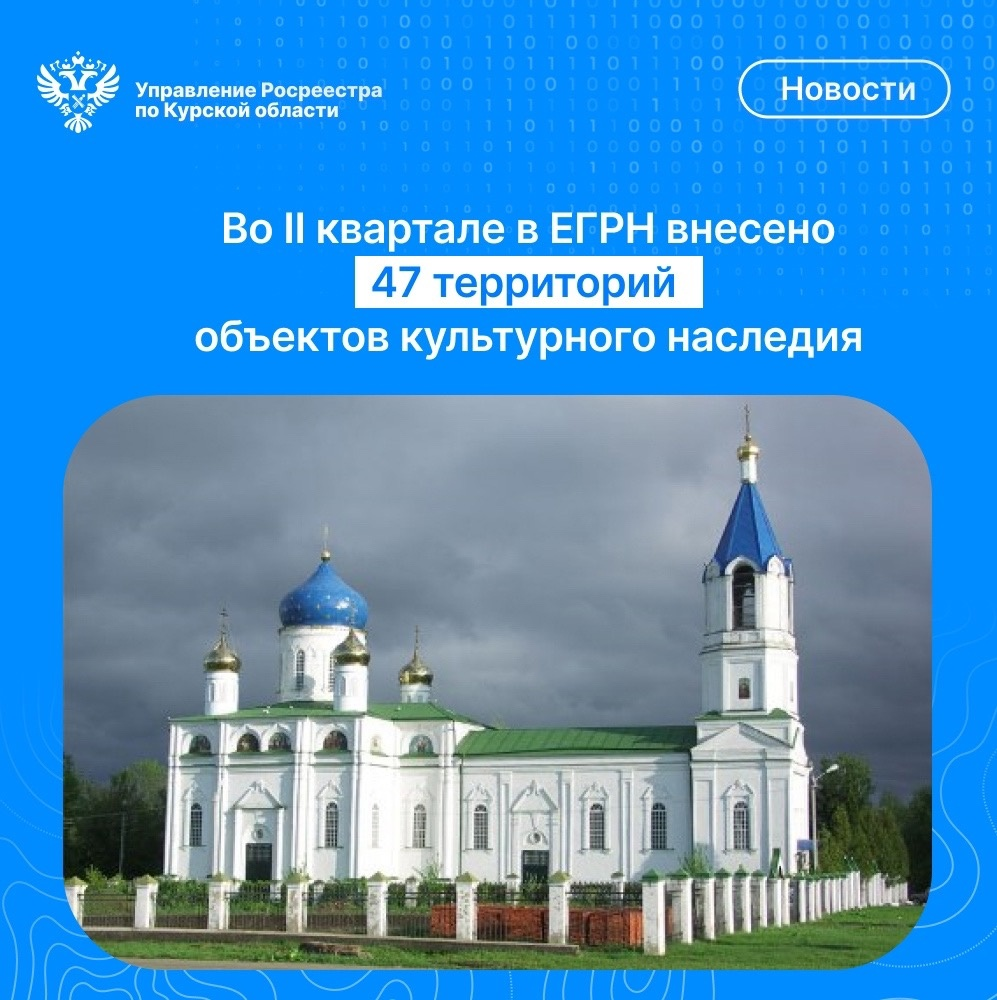 Управление Росреестра
по Курской области
Новости
Во II квартале в ЕГРН внесено
47 территорий
объектов культурного наследия